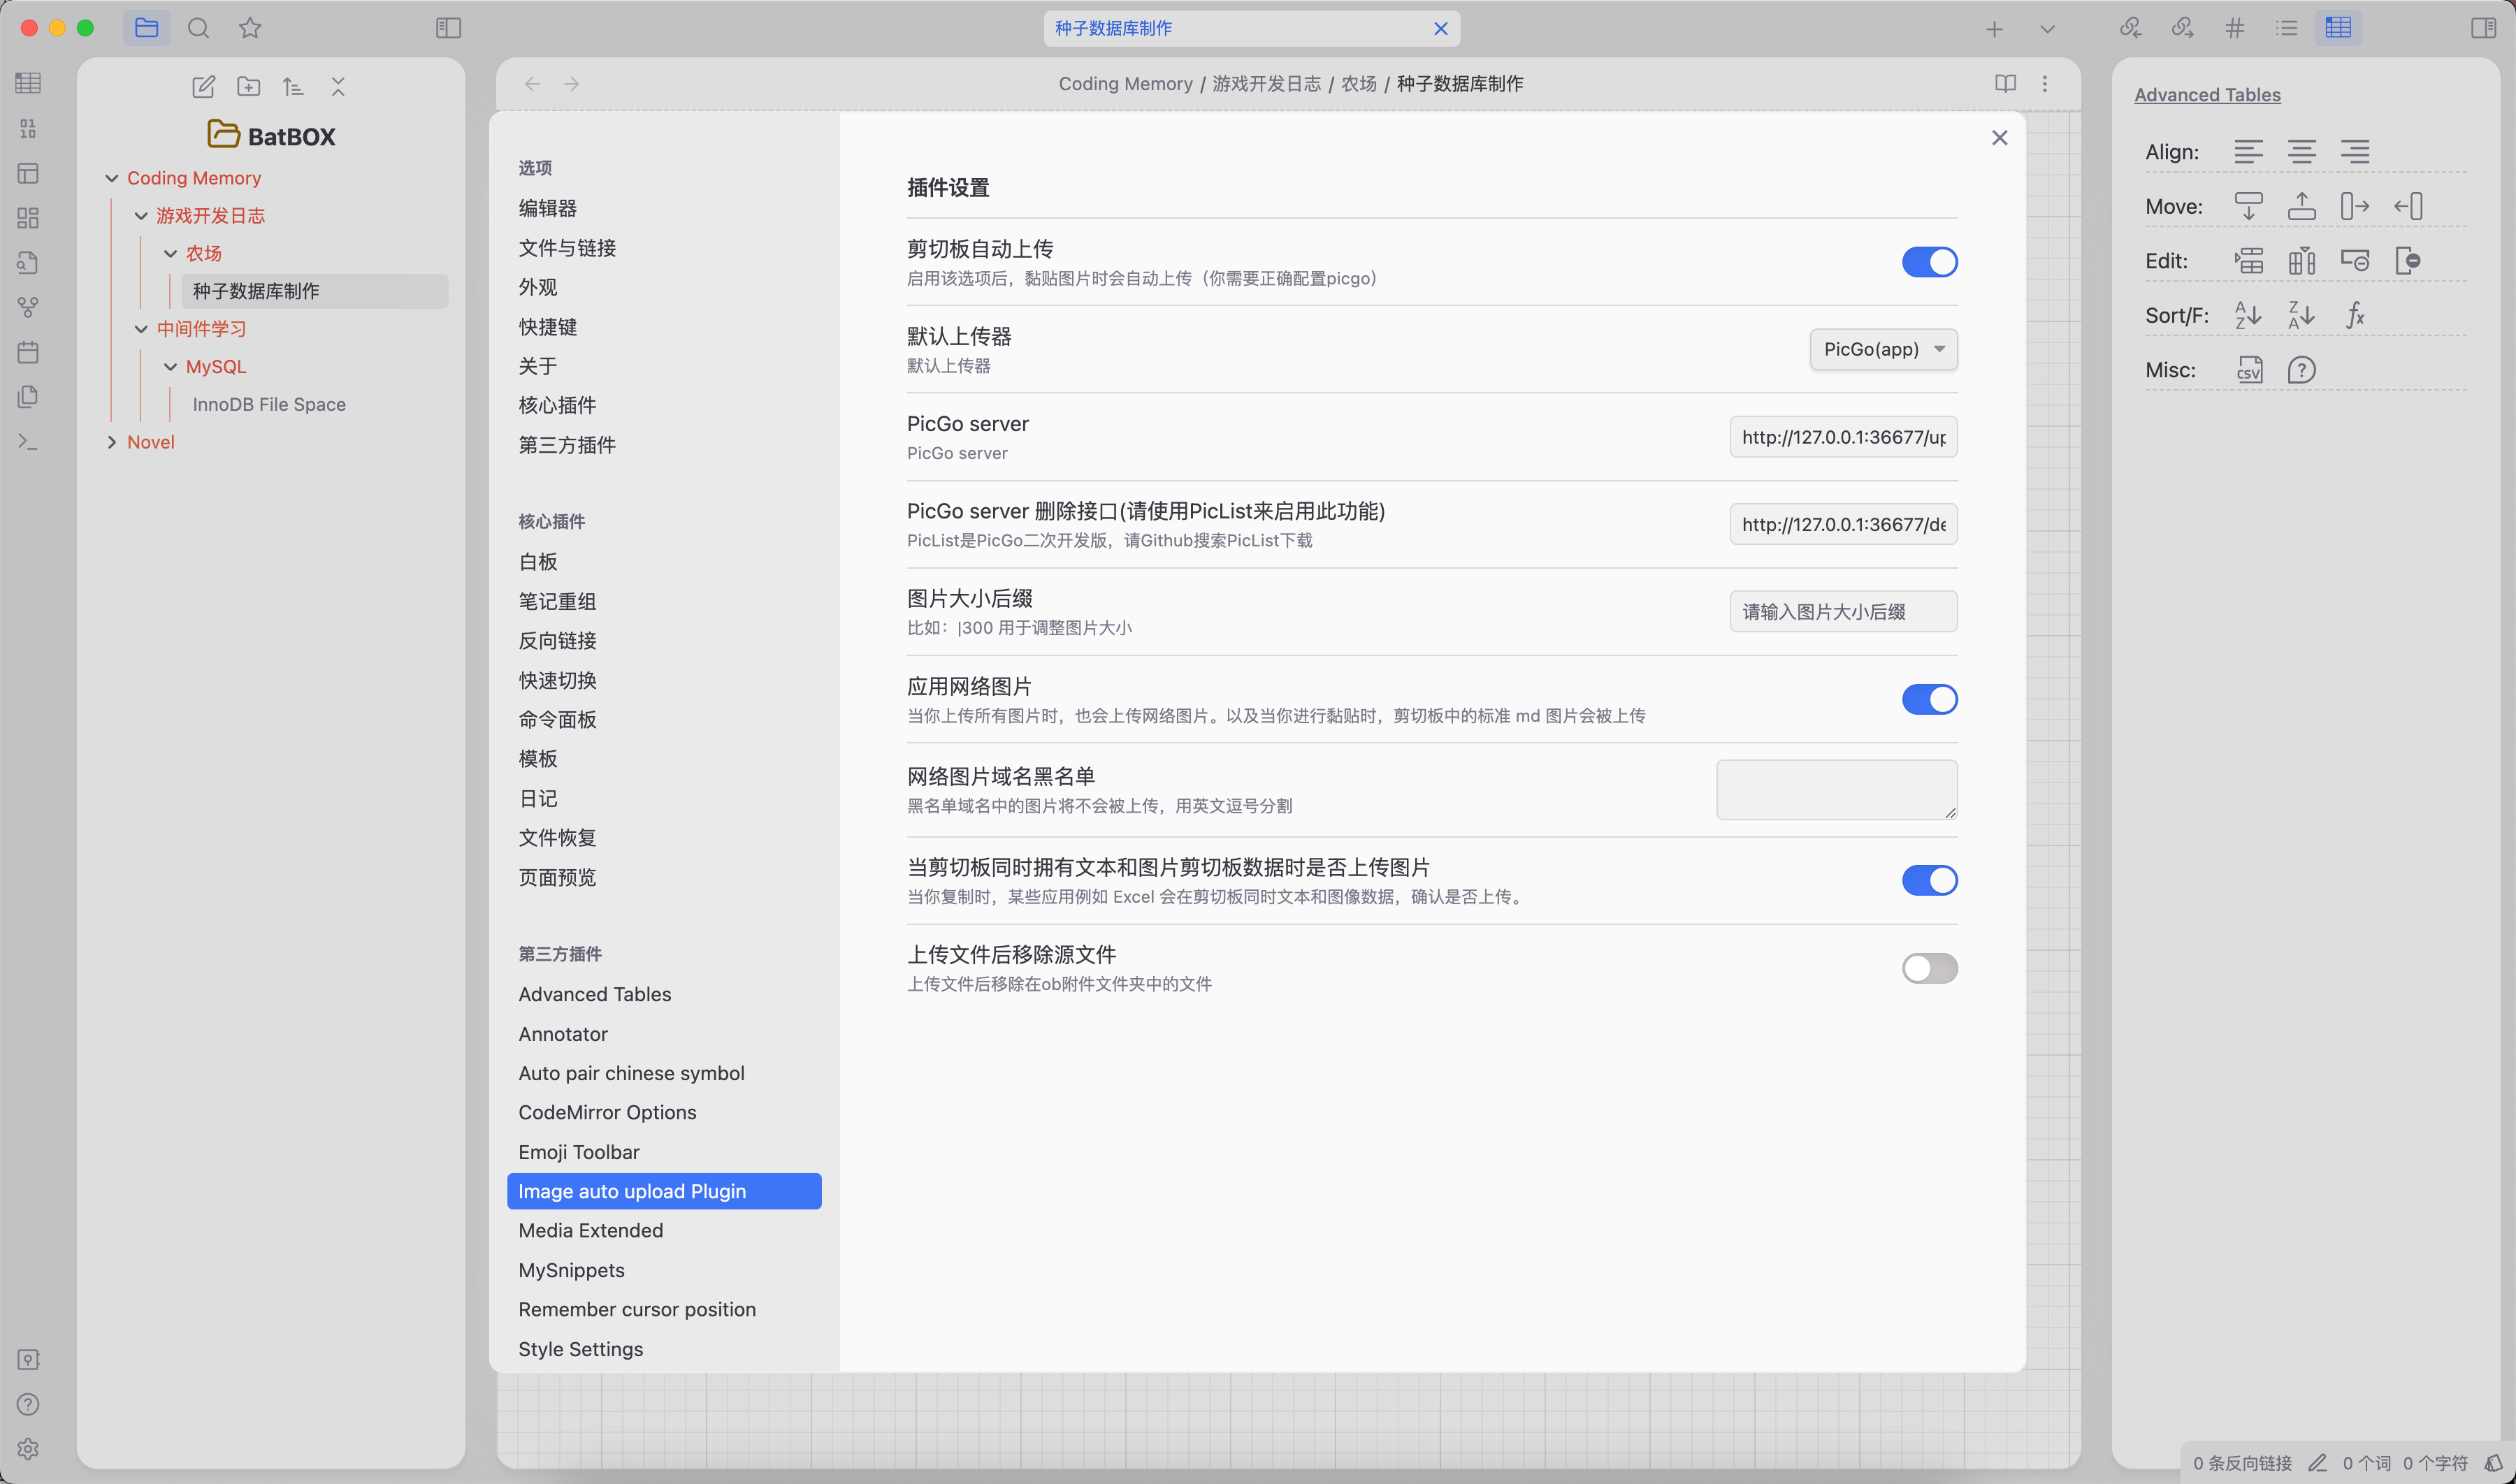 种子数据库制作
BatBOX
Coding Memory
游戏开发日志
农场
种子数据库制作
中间件学习
MySQL
InnoDB File Space
Novel
Coding Memory / 游戏开发日志 / 农场 / 种子数据库制作
选项
编辑器
文件与链接
外观
快捷键
关于
核心插件
第三方插件
核心插件
白板
笔记重组
反向链接
快速切换
命令面板
模板
日记
文件恢复
页面预览
第三方插件
Advanced Tables
Annotator
Auto pair chinese symbol
CodeMirror Options
Emoji Toolbar
Image auto upload Plugin
Media Extended
MySnippets
Remember cursor position
Style Settings
插件设置
剪切板自动上传
启用该选项后，黏贴图片时会自动上传（你需要正确配置picgo）
默认上传器
默认上传器
PicGo(app)
PicGo server
PicGo server
http://127.0.0.1:36677/up
PicGo server 删除接口(请使用PicList来启用此功能)
PicList是PicGo二次开发版，请Github搜索PicList下载
http://127.0.0.1:36677/de
图片大小后缀
比如：|300 用于调整图片大小
请输入图片大小后缀
应用网络图片
当你上传所有图片时，也会上传网络图片。以及当你进行黏贴时，剪切板中的标准 md 图片会被上传
网络图片域名黑名单
黑名单域名中的图片将不会被上传，用英文逗号分割
当剪切板同时拥有文本和图片剪切板数据时是否上传图片
当你复制时，某些应用例如 Excel 会在剪切板同时文本和图像数据，确认是否上传。
上传文件后移除源文件
上传文件后移除在ob附件文件夹中的文件
Advanced Tables
Align:
Move:
Edit:
Sort/F:
Misc:
0 条反向链接 0 个词 0 个字符